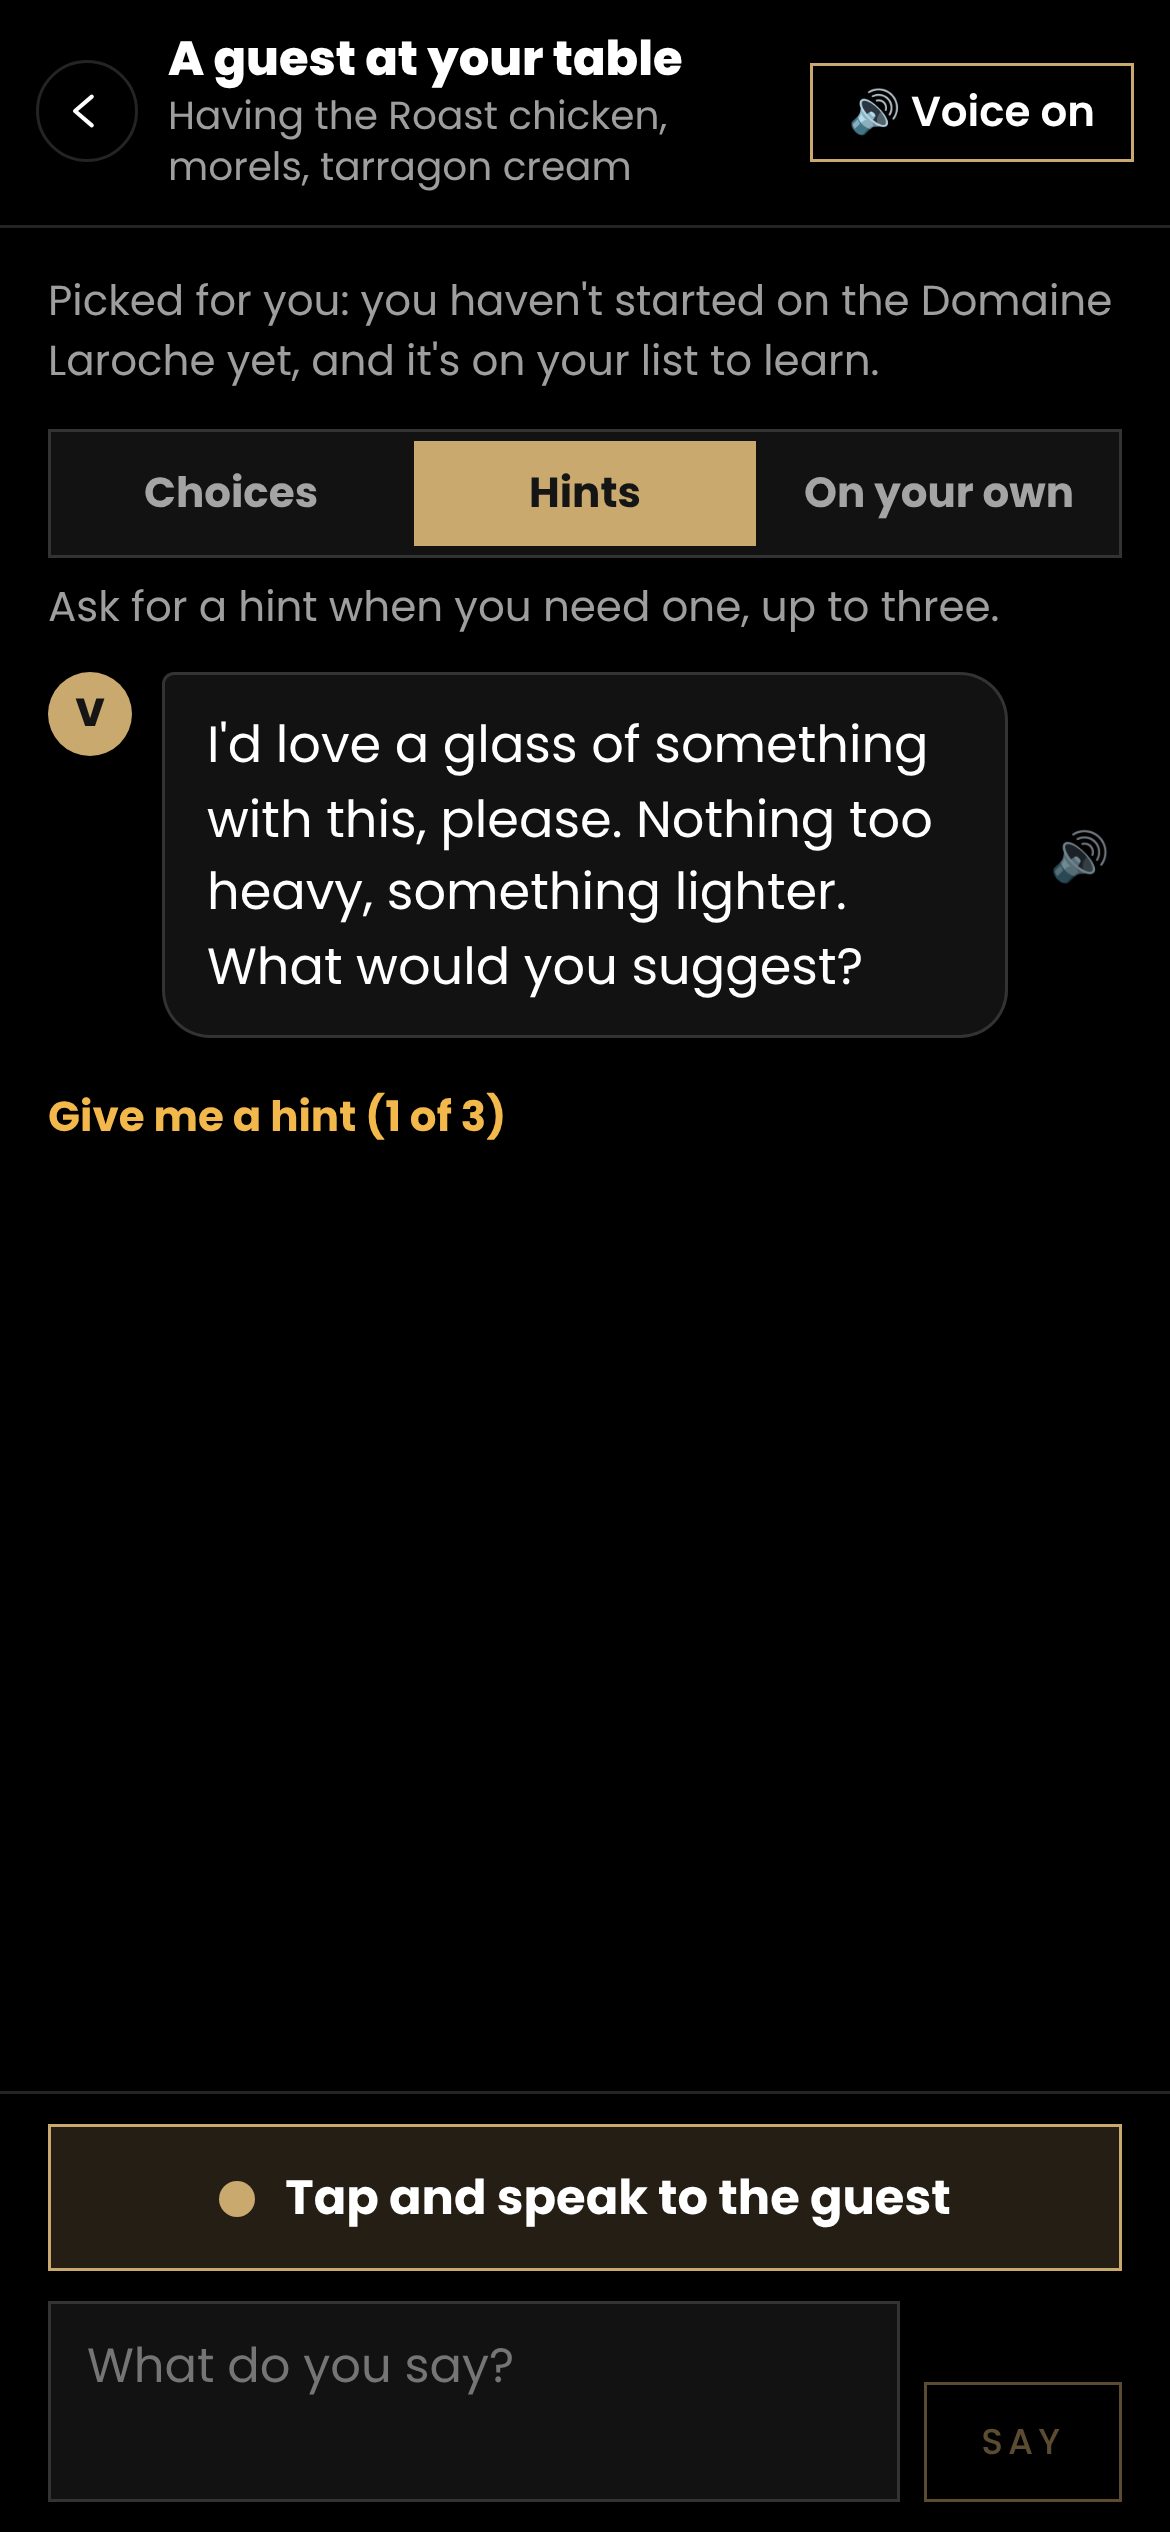 A guest at your table
Having the Roast chicken,
morels, tarragon cream
🔊 Voice on
Picked for you: you haven't started on the Domaine
Laroche yet, and it's on your list to learn.
Choices
Hints
On your own
Ask for a hint when you need one, up to three.
V
I'd love a glass of something
with this, please. Nothing too
heavy, something lighter.
What would you suggest?
Give me a hint (1 of 3)
Tap and speak to the guest
What do you say?
SAY